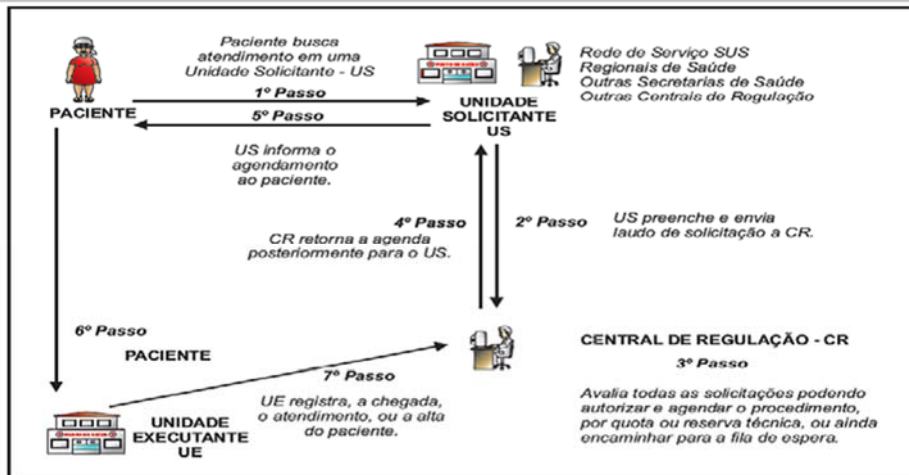 Paciente busca
atendimento em uma
Unidade Solicitante - US
1º Passo
PACIENTE
5º Passo
US informa o
agendamento
ao paciente.
UNIDADE
SOLICITANTE
US
Rede de Serviço SUS
Regionais de Saúde
Outras Secretarias de Saúde
Outras Centrais de Regulação
4º Passo
CR retorna a agenda
posteriormente para o US.
2º Passo
US preenche e envia
laudo de solicitação a CR.
6º Passo
PACIENTE
7º Passo
UE registra, a chegada,
o atendimento, ou a alta
do paciente.
UNIDADE
EXECUTANTE
UE
CENTRAL DE REGULAÇÃO - CR
3º Passo
Avalia todas as solicitações podendo
autorizar e agendar o procedimento,
por quota ou reserva técnica, ou ainda
encaminhar para a fila de espera.